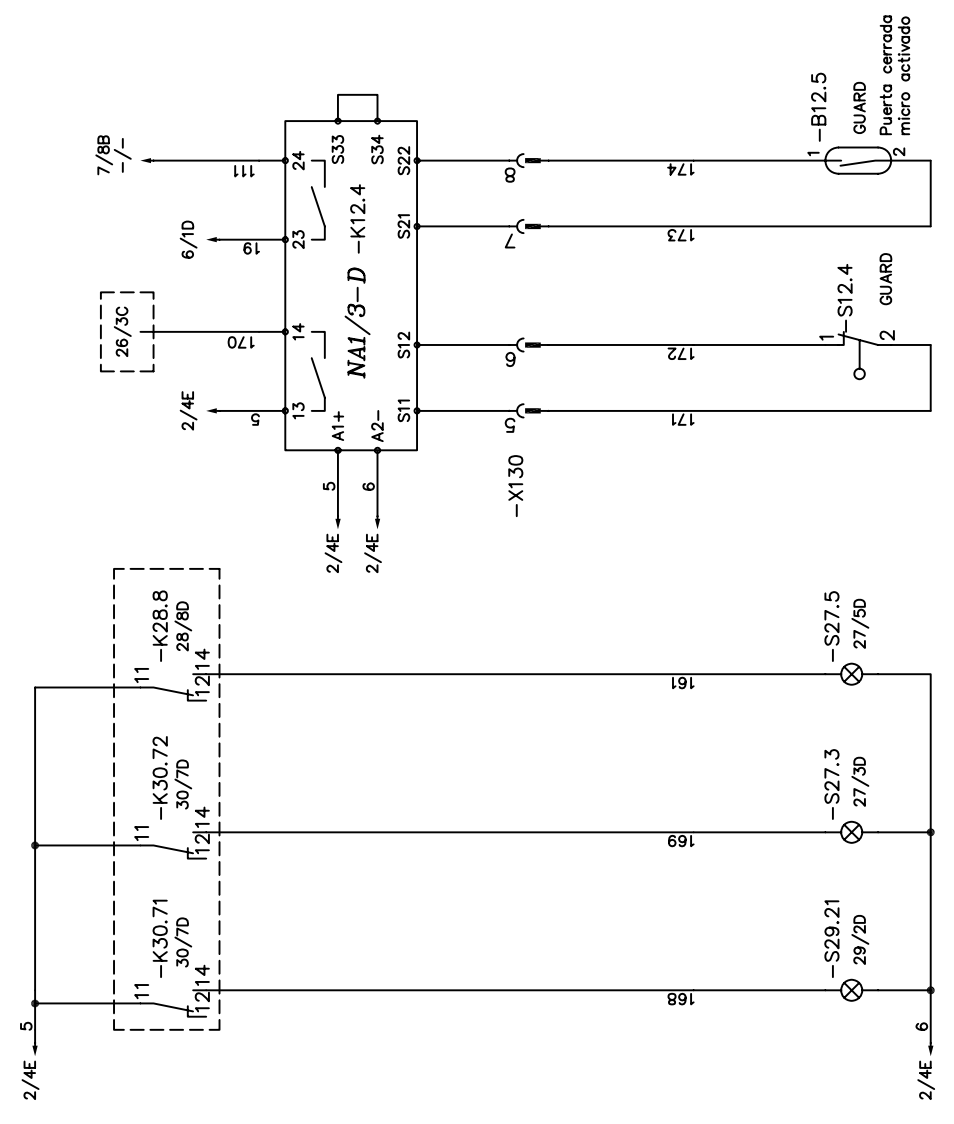 2/4E
5
11
-K30.71
30/7D
12
14
168
-S29.21
29/2D
2/4E
6
11
-K30.72
30/7D
12
14
169
-S27.3
27/3D
11
-K28.8
28/8D
12
14
161
-S27.5
27/5D
2/4E
5
A1+
2/4E
6
A2-
2/4E
5
13
26/3C
170
14
6/1D
19
23
7/8B
-/-
111
24
NA1/3-D
-K12.4
S33
S34
S11
S12
S21
S22
-X130
5
6
7
8
171
172
173
174
1
-S12.4
2
GUARD
1
-B12.5
2
GUARD
Puerta cerrada
micro activado